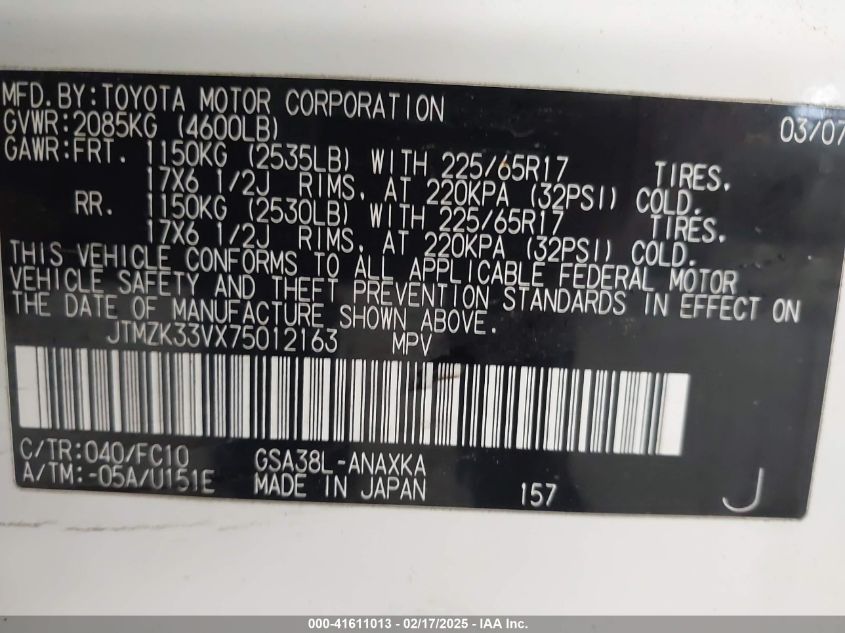 MFD.BY:TOYOTA MOTOR CORPORATION 03/07
GVWR:2085KG (4600LB)
GAWR:FRT. 1150KG (2535LB) WITH 225/65R17 TIRES.
17X6 1/2J RIMS, AT 220KPA (32PSI) COLD.
RR. 1150KG (2530LB) WITH 225/65R17 TIRES.
17X6 1/2J RIMS, AT 220KPA (32PSI) COLD.
THIS VEHICLE CONFORMS TO ALL APPLICABLE FEDERAL MOTOR
VEHICLE SAFETY AND THEFT PREVENTION STANDARDS IN EFFECT ON
THE DATE OF MANUFACTURE SHOWN ABOVE.
JTMZK33VX75012163 MPV
C/TR:040/FC10 GSA38L-ANAXKA
A/TM:-05A/U151E MADE IN JAPAN 157 J
000-41611013 - 02/17/2025 - IAA Inc.